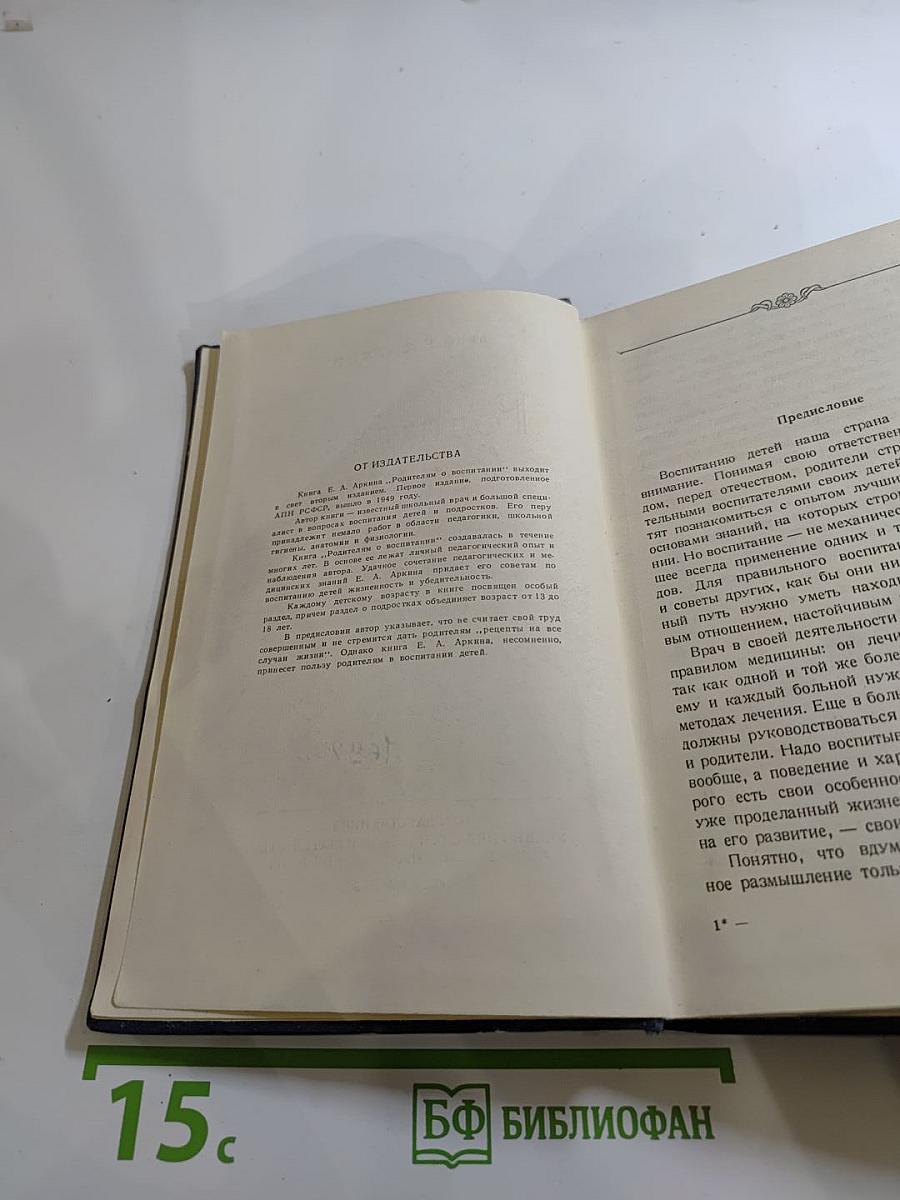 ОТ ИЗДАТЕЛЬСТВА
Книга Е. А. Аркина „Родителям о воспитании“ выходит
в свет вторым изданием. Первое издание, подготовленное
АПН РСФСР, вышло в 1949 году.
Автор книги — известный школьный врач и большой специ-
алист в вопросах воспитания детей и подростков. Его перу
принадлежит немало работ в области педагогики, школьной
гигиены, анатомии и физиологии.
Книга „Родителям о воспитании“ создавалась в течение
многих лет. В основе ее лежат личный педагогический опыт и
наблюдения автора. Удачное сочетание педагогических и ме-
дицинских знаний Е. А. Аркина придает его советам по
воспитанию детей жизненность и убедительность.
Каждому детскому возрасту в книге посвящен особый
раздел, причем раздел о подростках объединяет возраст от 13 до
18 лет.
В предисловии автор указывает, что не считает свой труд
совершенным и не стремится дать родителям „рецепты на все
случаи жизни“. Однако книга Е. А. Аркина, несомненно,
принесет пользу родителям в воспитании детей.
Предисловие
Воспитанию детей наша страна
внимание. Понимая свою ответствен
дом, перед отечеством, родители стр
тельными воспитателями своих детей
тят познакомиться с опытом лучши
основами знаний, на которых стро
нии. Но воспитание — не механичес
шее всегда применение одних и т
дов. Для правильного воспитан
и советы других, как бы они ни
ный путь нужно уметь наход
вым отношением, настойчивым
Врач в своей деятельности
правилом медицины: он лечи
так как одной и той же боле
ему и каждый больной нуж
методах лечения. Еще в боль
должны руководствоваться
и родители. Надо воспитыв
вообще, а поведение и хар
рого есть свои особенно
уже проделанный жизне
на его развитие, — свои
Понятно, что вдум
ное размышление толь
1* —
15 с
БФ БИБЛИОФАН